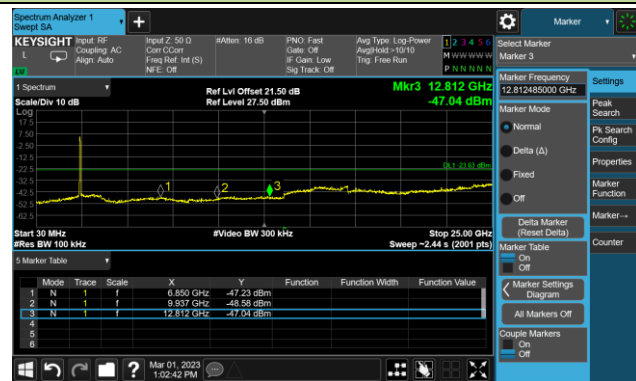 Spectrum Analyzer 1
Swept SA
Marker
KEYSIGHT
L
Input: RF
Coupling: AC
Align: Auto
Input Z: 50 Ω
Corr CCorr
Freq Ref: Int (S)
NFE: Off
#Atten: 16 dB
PNO: Fast
Gate: Off
IF Gain: Low
Sig Track: Off
Avg Type: Log-Power
Avg|Hold:>10/10
Trig: Free Run
1 2 3 4 5 6
M W W W W W
P N N N N N
Select Marker
Marker 3
1 Spectrum
Scale/Div 10 dB
Log
Ref Lvl Offset 21.50 dB
Ref Level 27.50 dBm
Mkr3 12.812 GHz
-47.04 dBm
17.5
7.50
-2.50
-12.5
-22.5
-32.5
-42.5
-52.5
-62.5
DL1 -23.63 dBm
1
2
3
Start 30 MHz
#Res BW 100 kHz
#Video BW 300 kHz
Stop 25.00 GHz
Sweep ~2.44 s (2001 pts)
5 Marker Table
Mode Trace Scale X Y Function Function Width Function Value
1 N 1 f 6.850 GHz -47.23 dBm
2 N 1 f 9.937 GHz -48.58 dBm
3 N 1 f 12.812 GHz -47.04 dBm
4
5
6
Marker Frequency
12.812485000 GHz
Marker Mode
Normal
Delta (Δ)
Fixed
Off
Delta Marker
(Reset Delta)
Marker Table
On
Off
Marker Settings
Diagram
All Markers Off
Couple Markers
On
Off
Settings
Peak
Search
Pk Search
Config
Properties
Marker
Function
Marker→
Counter
?
Mar 01, 2023
1:02:42 PM